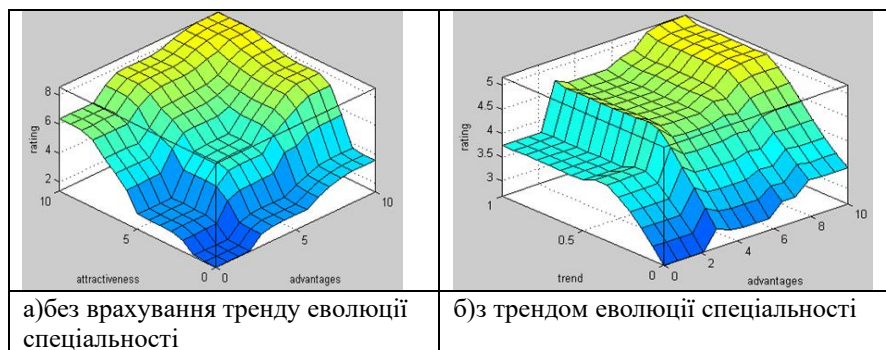 8
6
4
2
rating
10
5
0
attractiveness
0
5
10
advantages
5
4.5
4
3.5
3
rating
1
0.5
0
trend
0
2
4
6
8
10
advantages
а)без врахування тренду еволюції
спеціальності
б)з трендом еволюції спеціальності